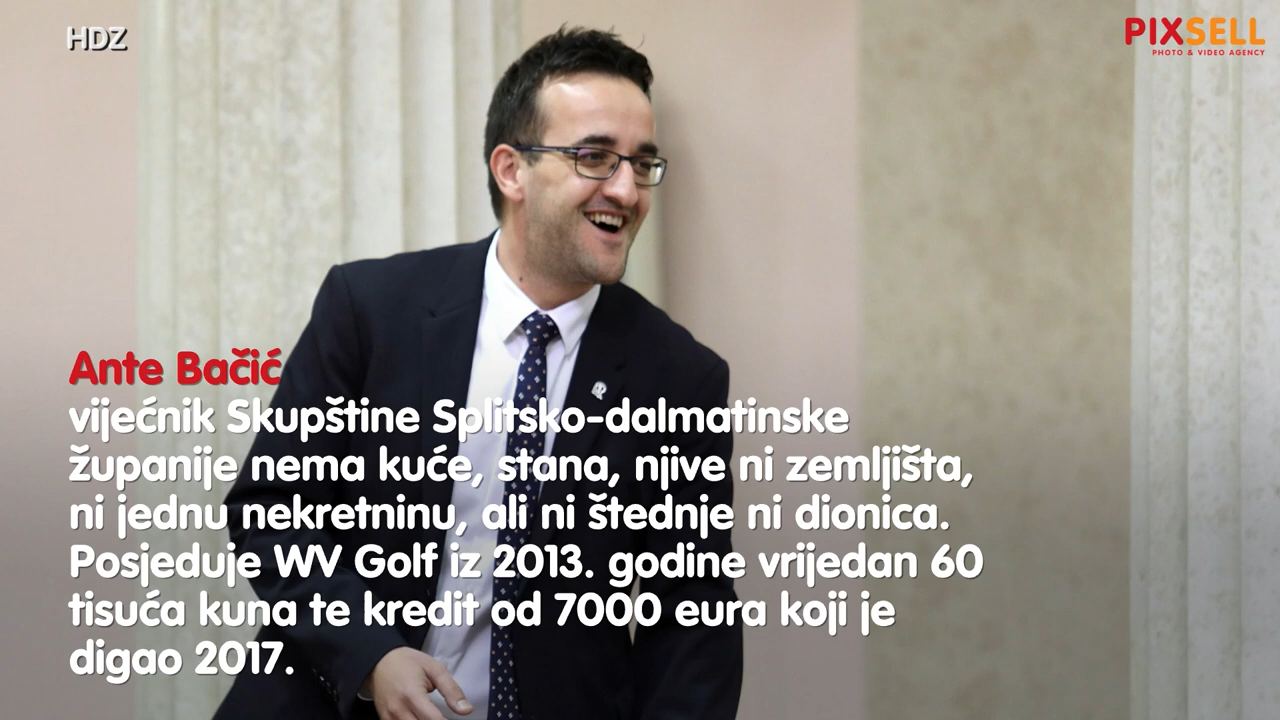 HDZ
PIXSELL
PHOTO & VIDEO AGENCY
Ante Bačić
vijećnik Skupštine Splitsko-dalmatinske
županije nema kuće, stana, njive ni zemljišta,
ni jednu nekretninu, ali ni štednje ni dionica.
Posjeduje WV Golf iz 2013. godine vrijedan 60
tisuća kuna te kredit od 7000 eura koji je
digao 2017.